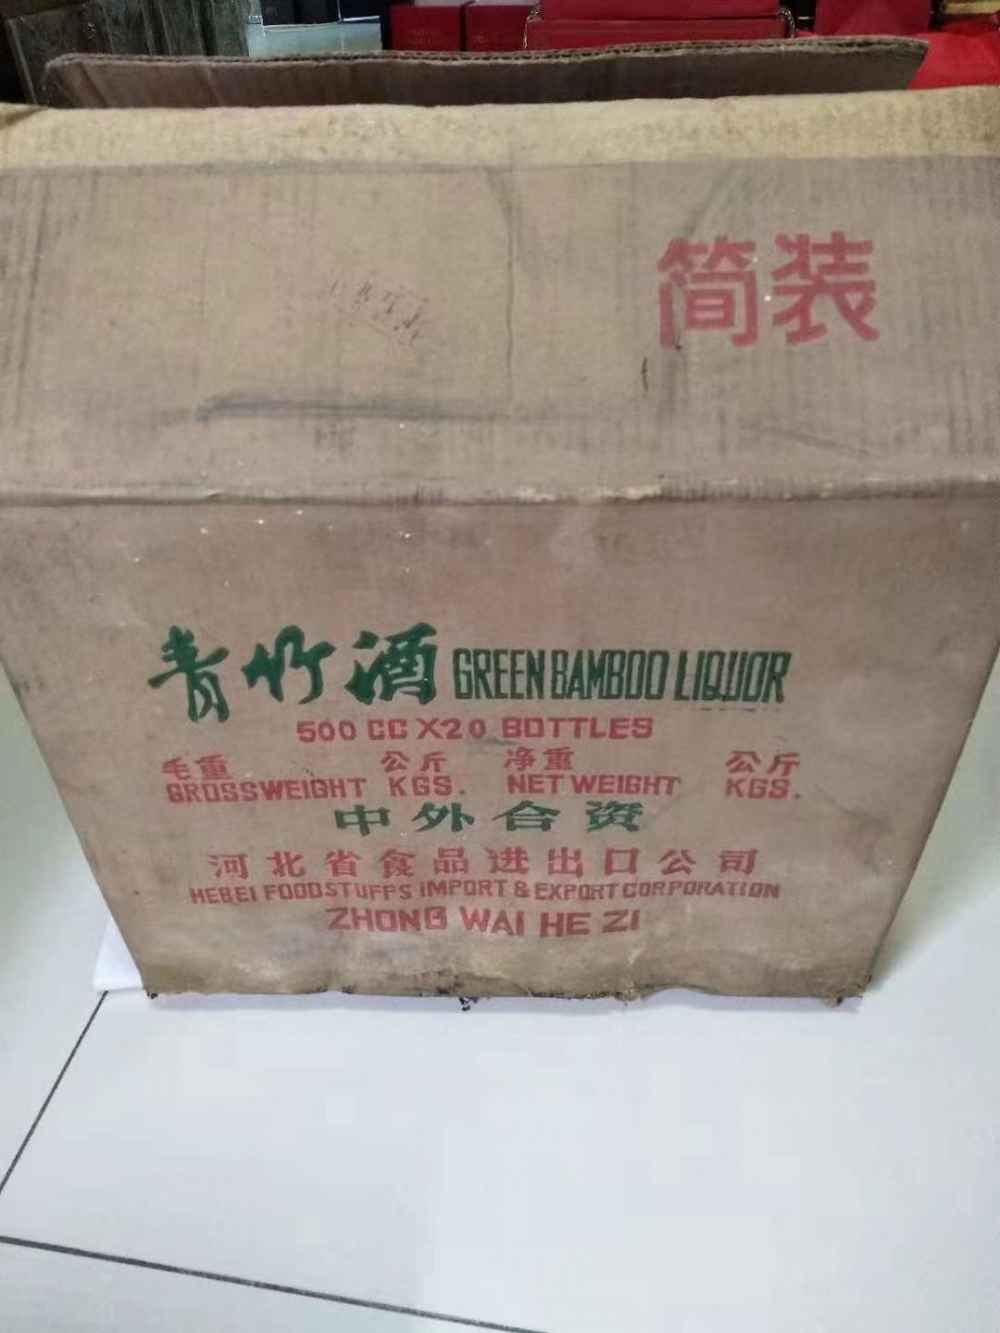 简装
青竹酒 GREEN BAMBOO LIQUOR
500 CC X20 BOTTLES
毛重 公斤 净重 公斤
GROSSWEIGHT KGS. NET WEIGHT KGS.
中外合资
河北省食品进出口公司
HEBEI FOODSTUFFS IMPORT & EXPORT CORPORATION
ZHONG WAI HE ZI